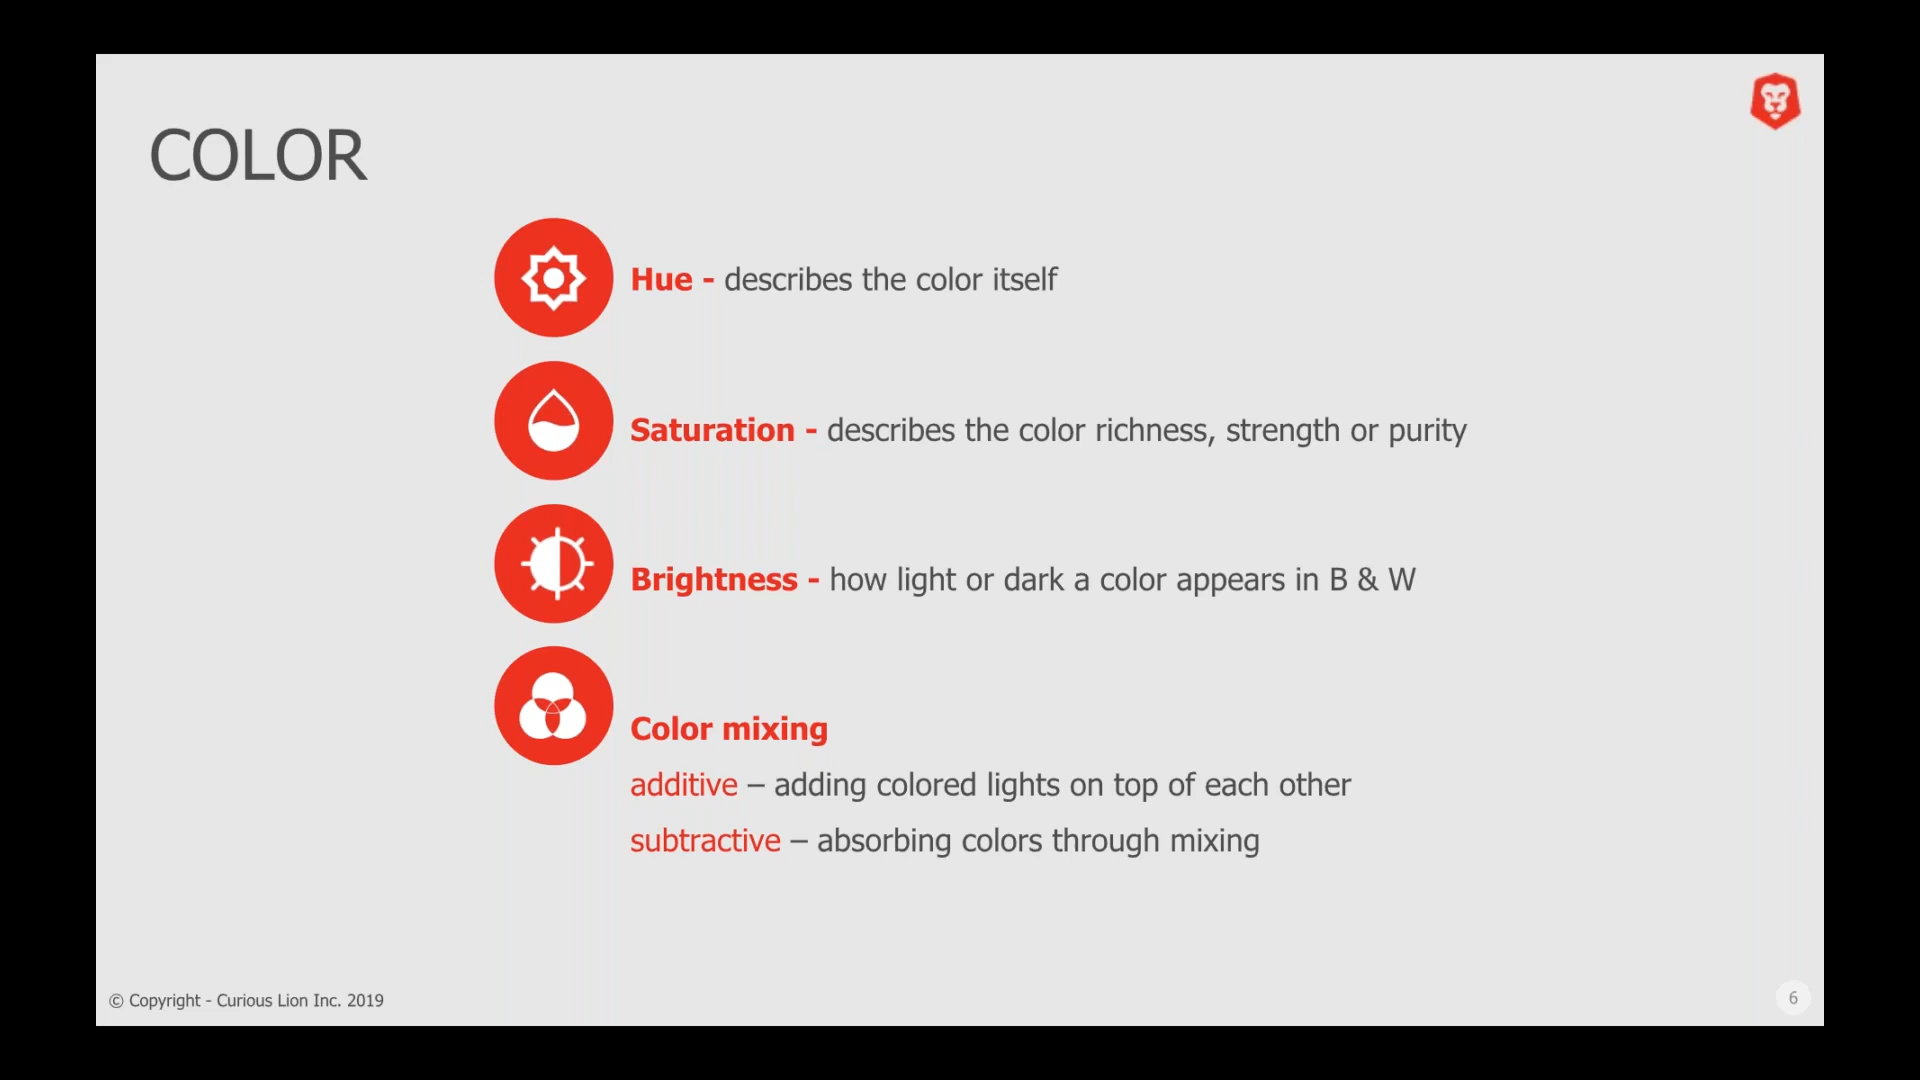 COLOR
Hue - describes the color itself
Saturation - describes the color richness, strength or purity
Brightness - how light or dark a color appears in B & W
Color mixing
additive – adding colored lights on top of each other
subtractive – absorbing colors through mixing
© Copyright - Curious Lion Inc. 2019
6